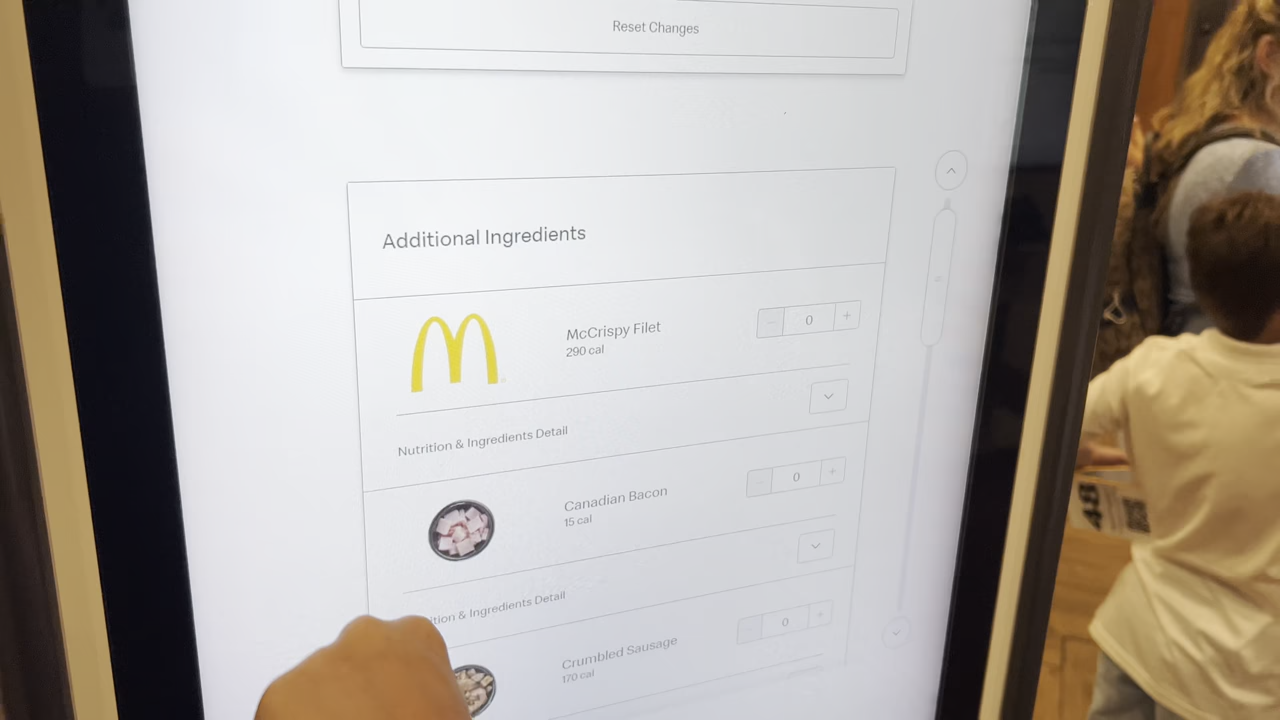 Reset Changes
Additional Ingredients
McCrispy Filet
290 cal
0
Nutrition & Ingredients Detail
Canadian Bacon
15 cal
0
tion & Ingredients Detail
Crumbled Sausage
170 cal
0
48